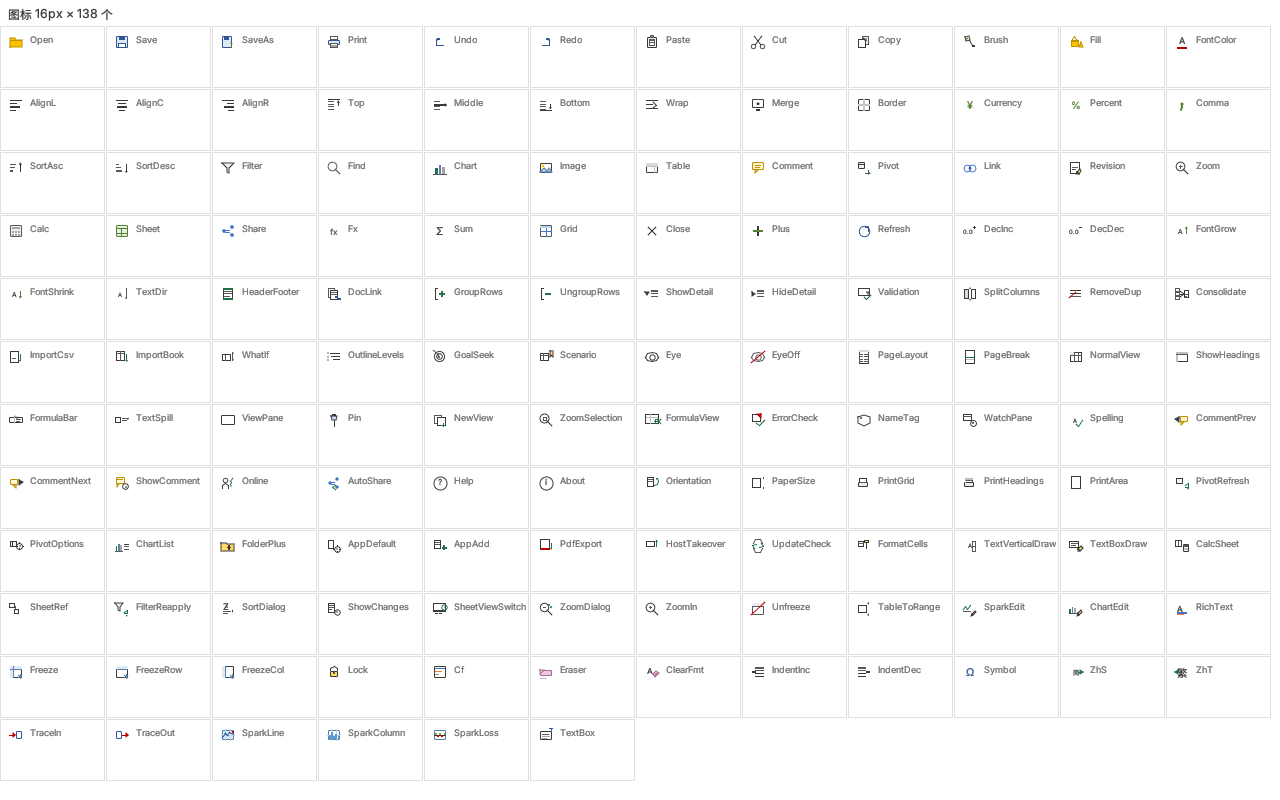 图标 16px × 138 个
Open Save SaveAs Print Undo Redo Paste Cut Copy Brush Fill FontColor
AlignL AlignC AlignR Top Middle Bottom Wrap Merge Border Currency Percent Comma
SortAsc SortDesc Filter Find Chart Image Table Comment Pivot Link Revision Zoom
Calc Sheet Share Fx Sum Grid Close Plus Refresh DecInc DecDec FontGrow
FontShrink TextDir HeaderFooter DocLink GroupRows UngroupRows ShowDetail HideDetail Validation SplitColumns RemoveDup Consolidate
ImportCsv ImportBook WhatIf OutlineLevels GoalSeek Scenario Eye EyeOff PageLayout PageBreak NormalView ShowHeadings
FormulaBar TextSpill ViewPane Pin NewView ZoomSelection FormulaView ErrorCheck NameTag WatchPane Spelling CommentPrev
CommentNext ShowComment Online AutoShare Help About Orientation PaperSize PrintGrid PrintHeadings PrintArea PivotRefresh
PivotOptions ChartList FolderPlus AppDefault AppAdd PdfExport HostTakeover UpdateCheck FormatCells TextVerticalDraw TextBoxDraw CalcSheet
SheetRef FilterReapply SortDialog ShowChanges SheetViewSwitch ZoomDialog ZoomIn Unfreeze TableToRange SparkEdit ChartEdit RichText
Freeze FreezeRow FreezeCol Lock Cf Eraser ClearFmt IndentInc IndentDec Symbol ZhS ZhT
TraceIn TraceOut SparkLine SparkColumn SparkLoss TextBox